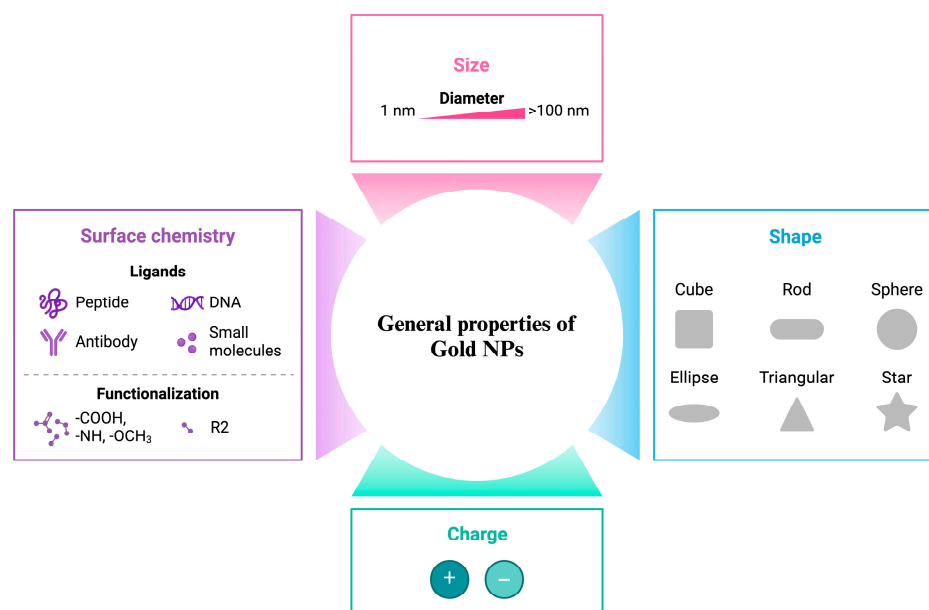 Size
Diameter
1 nm
>100 nm
Surface chemistry
Ligands
Peptide
DNA
Antibody
Small
molecules
Functionalization
-COOH,
-NH, -OCH₃
R2
General properties of
Gold NPs
Shape
Cube
Rod
Sphere
Ellipse
Triangular
Star
Charge
+
−